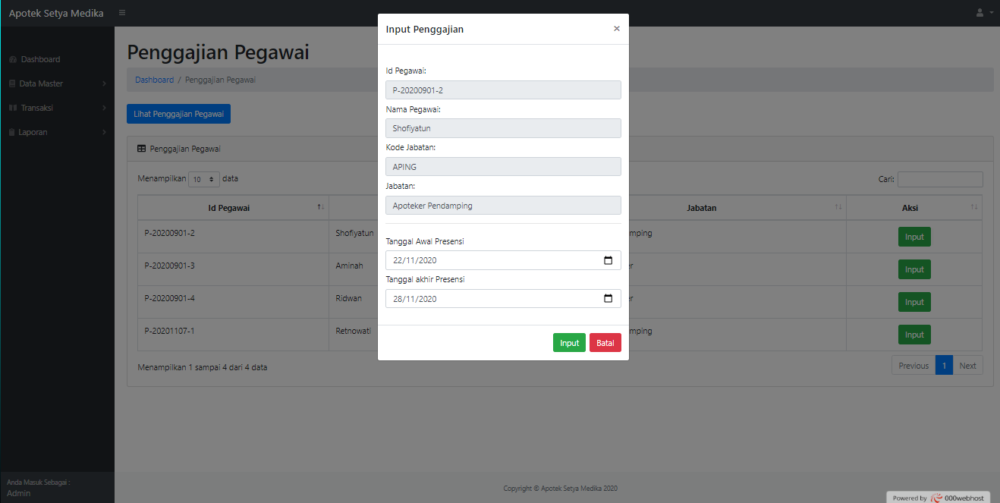 Apotek Setya Medika
Dashboard
Data Master
Transaksi
Laporan
Anda Masuk Sebagai :
Admin
Penggajian Pegawai
Dashboard / Penggajian Pegawai
Lihat Penggajian Pegawai
Penggajian Pegawai
Menampilkan 10 data
Cari:
Id Pegawai Jabatan Aksi
P-20200901-2 Shofiyatun mping Input
P-20200901-3 Aminah er Input
P-20200901-4 Ridwan er Input
P-20201107-1 Retnowati mping Input
Menampilkan 1 sampai 4 dari 4 data
Previous 1 Next
Input Penggajian ×
Id Pegawai:
P-20200901-2
Nama Pegawai:
Shofiyatun
Kode Jabatan:
APING
Jabatan:
Apoteker Pendamping
Tanggal Awal Presensi
22/11/2020
Tanggal akhir Presensi
28/11/2020
Input Batal
Copyright © Apotek Setya Medika 2020
Powered by 000webhost